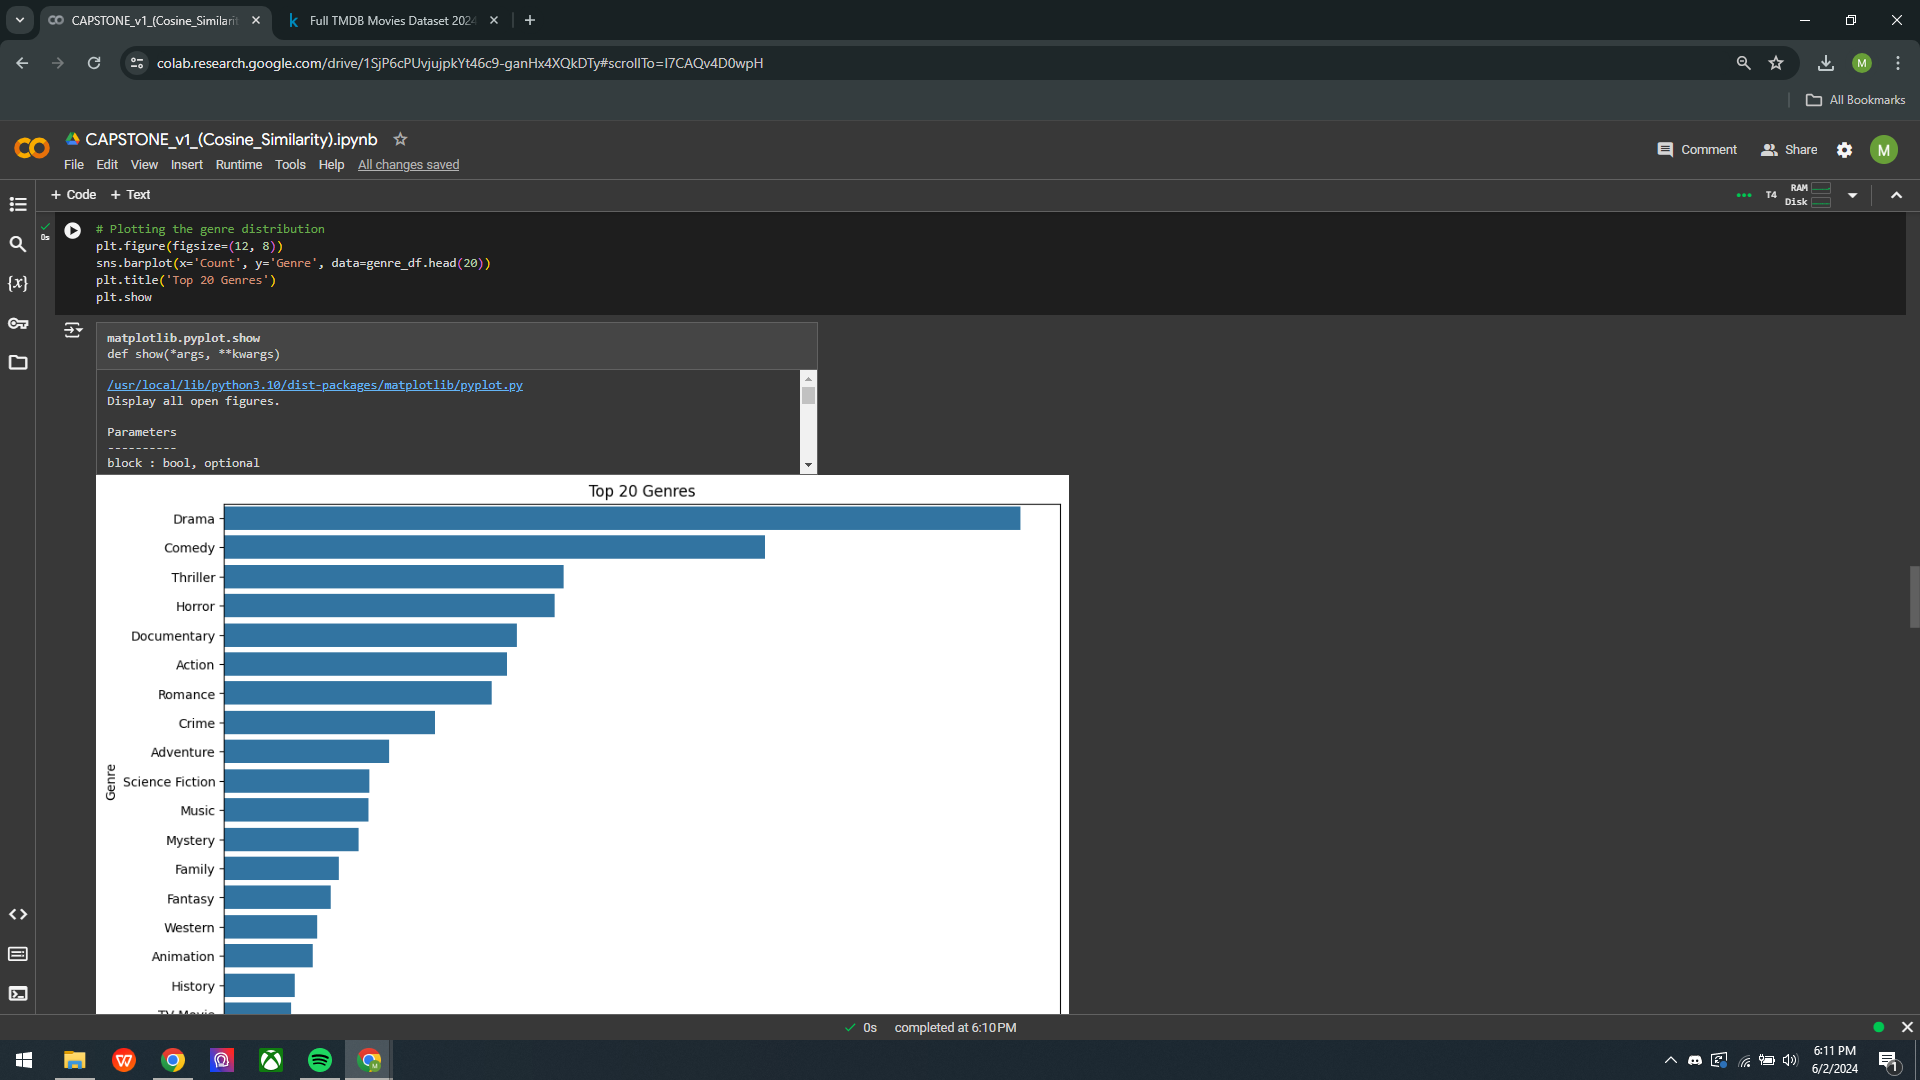 CAPSTONE_v1_(Cosine_Similarit
Full TMDB Movies Dataset 2024
colab.research.google.com/drive/1SjP6cPUvjujpkYt46c9-ganHx4XQkDTy#scrollTo=I7CAQv4D0wpH
M
All Bookmarks
CAPSTONE_v1_(Cosine_Similarity).ipynb
File Edit View Insert Runtime Tools Help All changes saved
Comment Share M
+ Code + Text
T4 RAM
Disk
0s
# Plotting the genre distribution
plt.figure(figsize=(12, 8))
sns.barplot(x='Count', y='Genre', data=genre_df.head(20))
plt.title('Top 20 Genres')
plt.show
{x}
matplotlib.pyplot.show
def show(*args, **kwargs)
/usr/local/lib/python3.10/dist-packages/matplotlib/pyplot.py
Display all open figures.
Parameters
----------
block : bool, optional
Top 20 Genres
Drama
Comedy
Thriller
Horror
Documentary
Action
Romance
Crime
Adventure
Science Fiction
Music
Mystery
Family
Fantasy
Western
Animation
History
TV Movie
Genre
0s completed at 6:10 PM
6:11 PM
6/2/2024
1